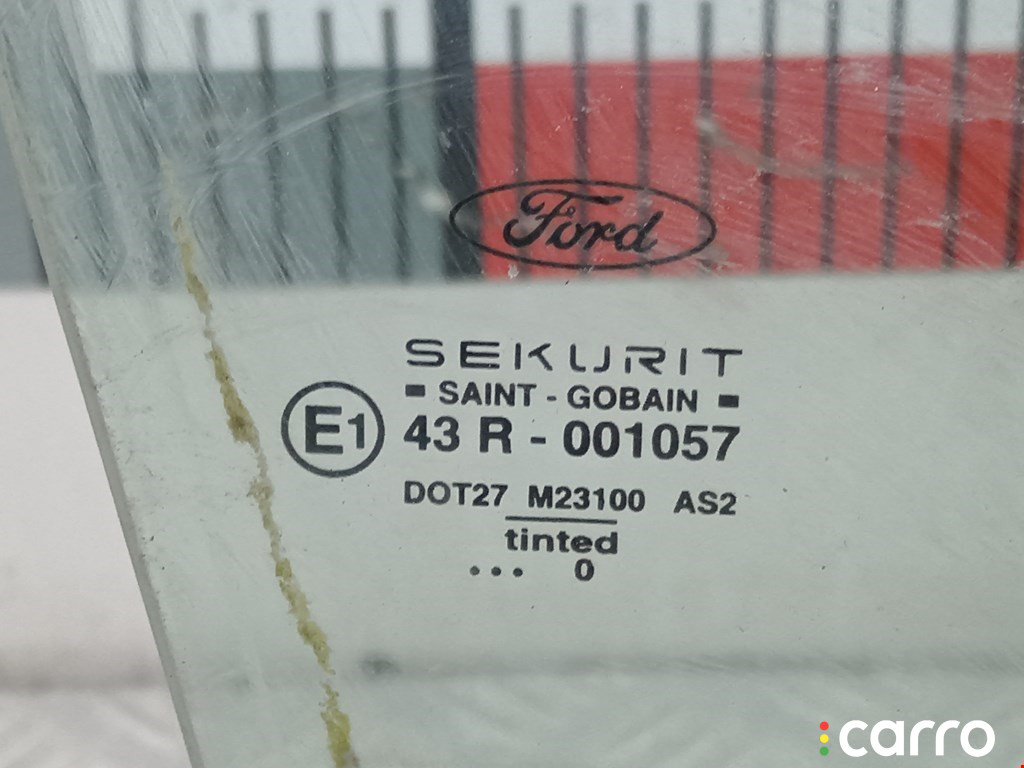 Ford
SEKURIT
SAINT - GOBAIN
E1 43 R - 001057
DOT27 M23100 AS2
tinted
... 0
carro